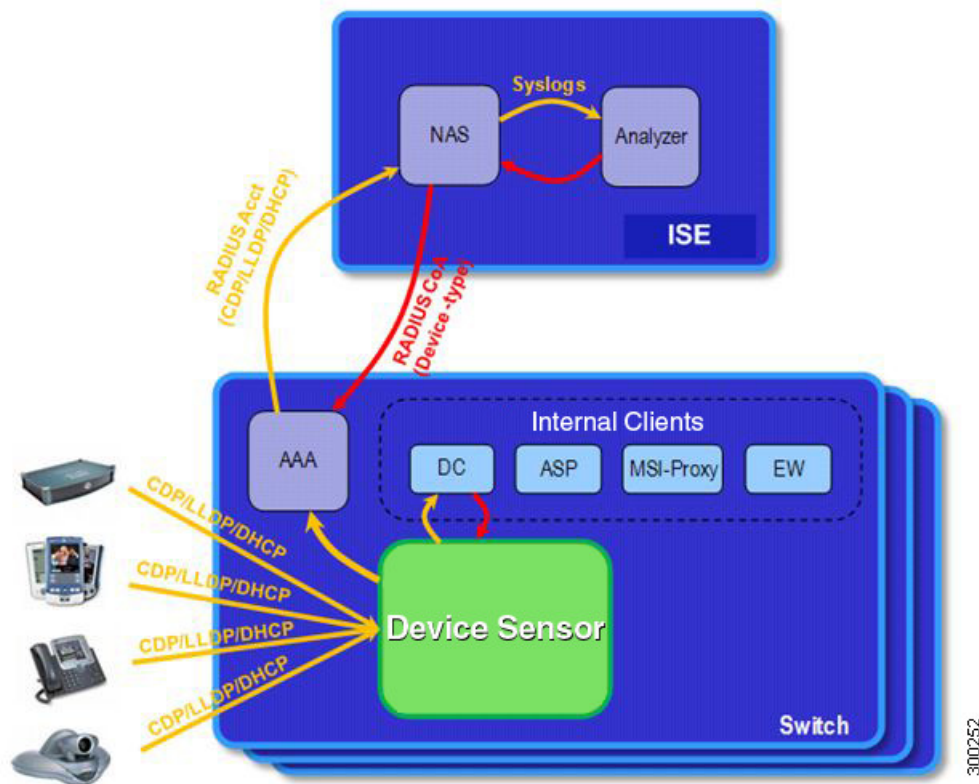 Syslogs
NAS
Analyzer
ISE
RADIUS Acct
(CDP/LLDP/DHCP)
RADIUS CoA
(Device -type)
Internal Clients
AAA
DC
ASP
MSI-Proxy
EW
CDP/LLDP/DHCP
CDP/LLDP/DHCP
CDP/LLDP/DHCP
CDP/LLDP/DHCP
Device Sensor
Switch
300252